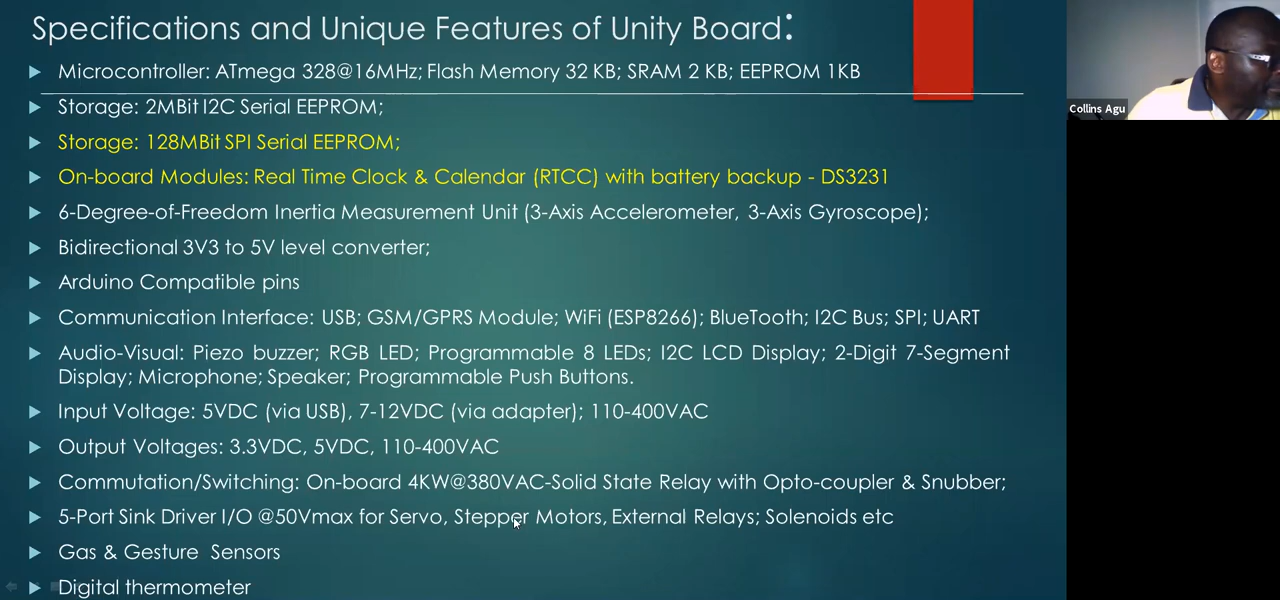 Specifications and Unique Features of Unity Board:
Microcontroller: ATmega 328@16MHz; Flash Memory 32 KB; SRAM 2 KB; EEPROM 1KB
Storage: 2MBit I2C Serial EEPROM;
Storage: 128MBit SPI Serial EEPROM;
On-board Modules: Real Time Clock & Calendar (RTCC) with battery backup - DS3231
6-Degree-of-Freedom Inertia Measurement Unit (3-Axis Accelerometer, 3-Axis Gyroscope);
Bidirectional 3V3 to 5V level converter;
Arduino Compatible pins
Communication Interface: USB; GSM/GPRS Module; WiFi (ESP8266); BlueTooth; I2C Bus; SPI; UART
Audio-Visual: Piezo buzzer; RGB LED; Programmable 8 LEDs; I2C LCD Display; 2-Digit 7-Segment
Display; Microphone; Speaker; Programmable Push Buttons.
Input Voltage: 5VDC (via USB), 7-12VDC (via adapter); 110-400VAC
Output Voltages: 3.3VDC, 5VDC, 110-400VAC
Commutation/Switching: On-board 4KW@380VAC-Solid State Relay with Opto-coupler & Snubber;
5-Port Sink Driver I/O @50Vmax for Servo, Stepper Motors, External Relays; Solenoids etc
Gas & Gesture Sensors
Digital thermometer
Collins Agu